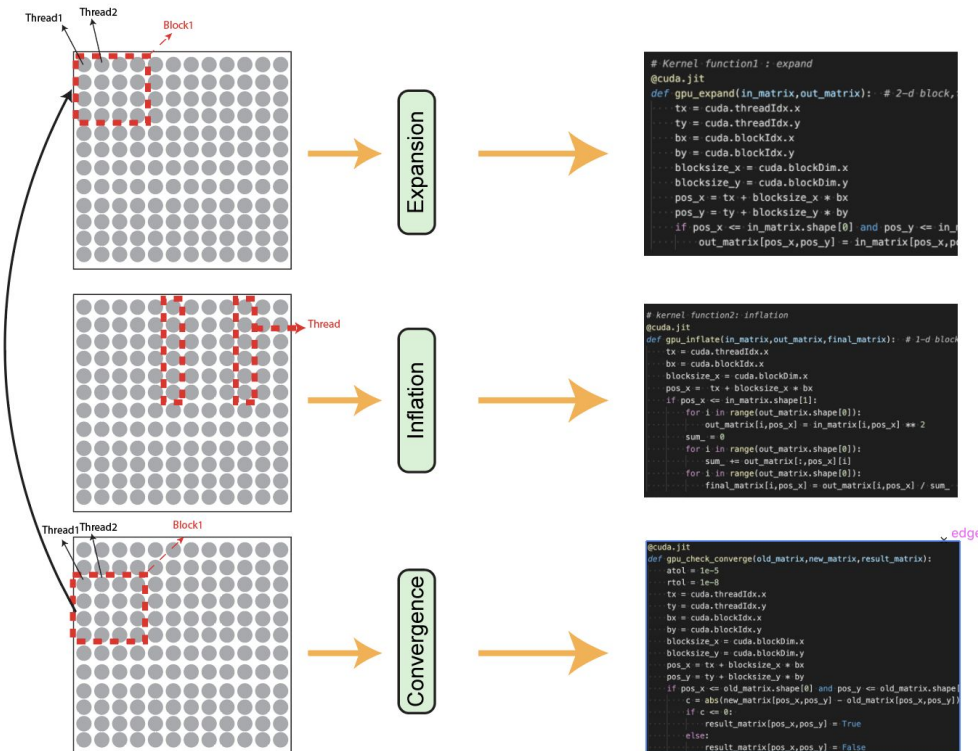 Thread1
Thread2
Block1
Expansion
# Kernel function1 : expand
@cuda.jit
def gpu_expand(in_matrix,out_matrix): # 2-d block,
tx = cuda.threadIdx.x
ty = cuda.threadIdx.y
bx = cuda.blockIdx.x
by = cuda.blockIdx.y
blocksize_x = cuda.blockDim.x
blocksize_y = cuda.blockDim.y
pos_x = tx + blocksize_x * bx
pos_y = ty + blocksize_y * by
if pos_x <= in_matrix.shape[0] and pos_y <= in_
out_matrix[pos_x,pos_y] = in_matrix[pos_x,p
Thread
Inflation
# kernel function2: inflation
@cuda.jit
def gpu_inflate(in_matrix,out_matrix,final_matrix): # 1-d block
tx = cuda.threadIdx.x
bx = cuda.blockIdx.x
blocksize_x = cuda.blockDim.x
pos_x = tx + blocksize_x * bx
if pos_x <= in_matrix.shape[1]:
for i in range(out_matrix.shape[0]):
out_matrix[i,pos_x] = in_matrix[i,pos_x] ** 2
sum_ = 0
for i in range(out_matrix.shape[0]):
sum_ += out_matrix[:,pos_x][i]
for i in range(out_matrix.shape[0]):
final_matrix[i,pos_x] = out_matrix[i,pos_x] / sum_
Thread1
Thread2
Block1
Convergence
edge
@cuda.jit
def gpu_check_converge(old_matrix,new_matrix,result_matrix):
atol = 1e-5
rtol = 1e-8
tx = cuda.threadIdx.x
ty = cuda.threadIdx.y
bx = cuda.blockIdx.x
by = cuda.blockIdx.y
blocksize_x = cuda.blockDim.x
blocksize_y = cuda.blockDim.y
pos_x = tx + blocksize_x * bx
pos_y = ty + blocksize_y * by
if pos_x <= old_matrix.shape[0] and pos_y <= old_matrix.shape[
c = abs(new_matrix[pos_x,pos_y] - old_matrix[pos_x,pos_y])
if c <= 0:
result_matrix[pos_x,pos_y] = True
else:
result_matrix[pos_x,pos_y] = False